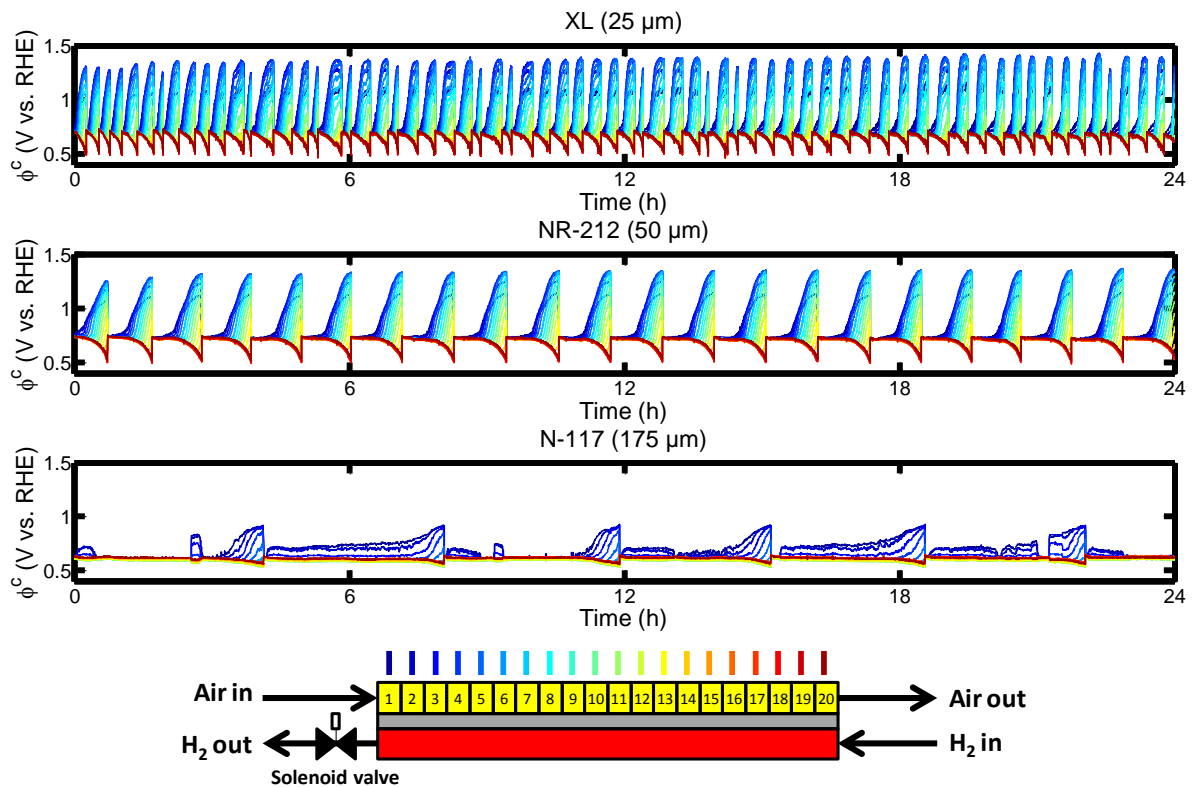 XL (25 µm)
ϕᶜ (V vs. RHE)
1.5
1
0.5
0 6 12 18 24
Time (h)
NR-212 (50 µm)
ϕᶜ (V vs. RHE)
1.5
1
0.5
0 6 12 18 24
Time (h)
N-117 (175 µm)
ϕᶜ (V vs. RHE)
1.5
1
0.5
0 6 12 18 24
Time (h)
Air in 1 2 3 4 5 6 7 8 9 10 11 12 13 14 15 16 17 18 19 20 Air out
H₂ out H₂ in
Solenoid valve